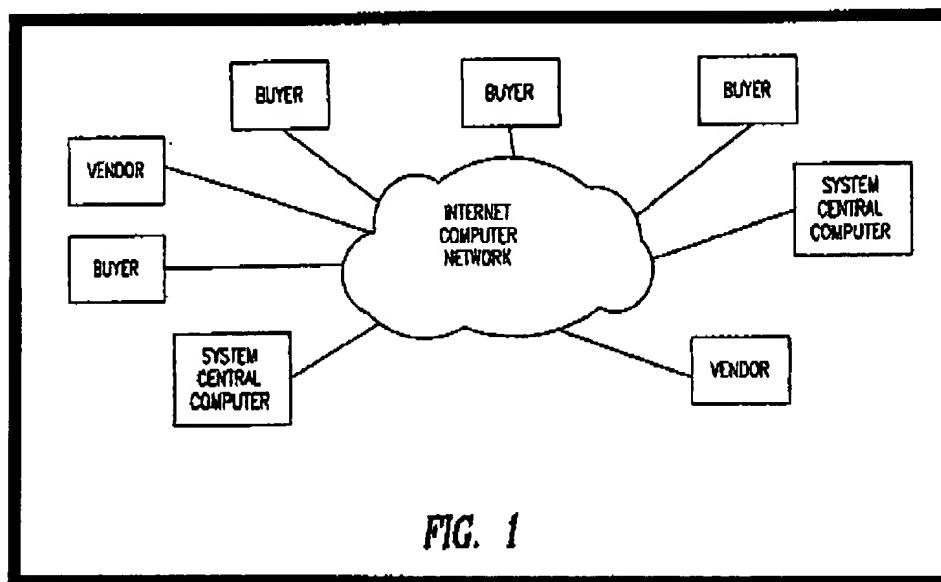 BUYER
BUYER
BUYER
VENDOR
SYSTEM
CENTRAL
COMPUTER
INTERNET
COMPUTER
NETWORK
BUYER
SYSTEM
CENTRAL
COMPUTER
VENDOR
FIG. 1